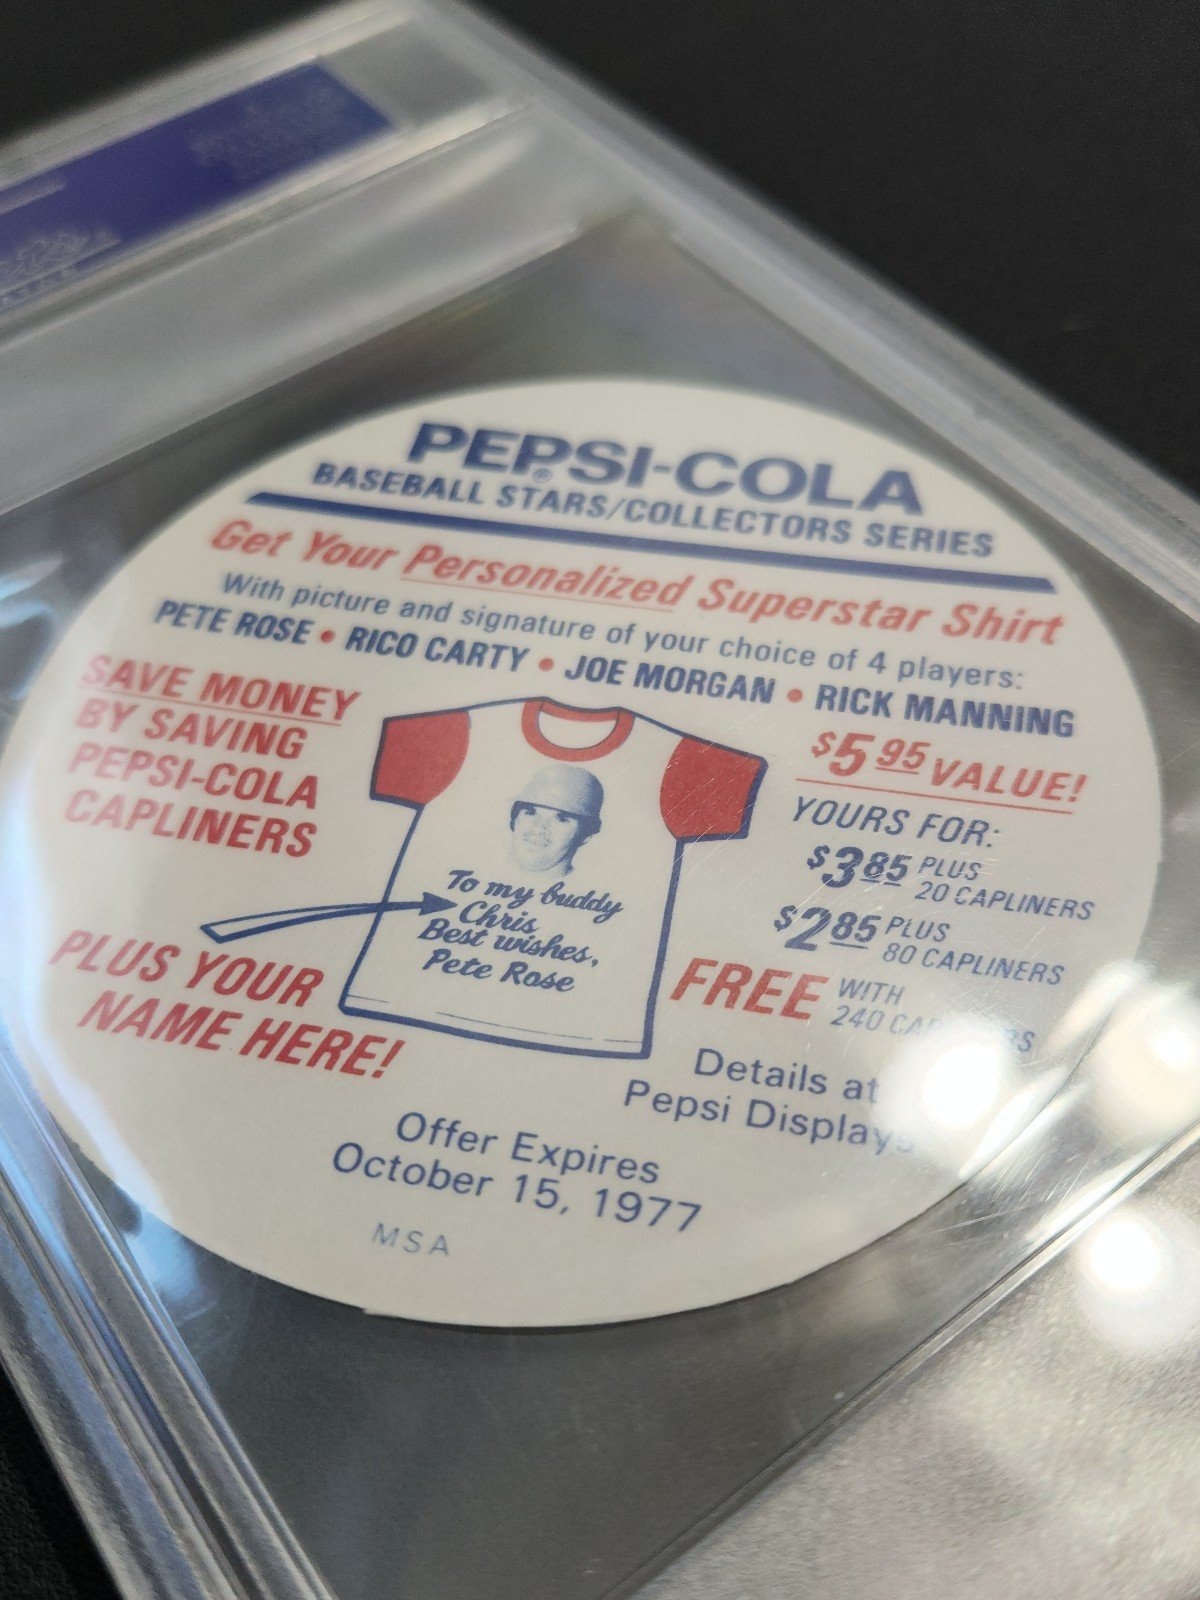 PEPSI-COLA
BASEBALL STARS/COLLECTORS SERIES
Get Your Personalized Superstar Shirt
With picture and signature of your choice of 4 players:
PETE ROSE • RICO CARTY • JOE MORGAN • RICK MANNING
SAVE MONEY
BY SAVING
PEPSI-COLA
CAPLINERS
PLUS YOUR
NAME HERE!
To my buddy
Chris
Best wishes,
Pete Rose
$5.95 VALUE!
YOURS FOR:
$3.85 PLUS
20 CAPLINERS
$2.85 PLUS
80 CAPLINERS
FREE WITH
240 CAPLINERS
Details at
Pepsi Displays
Offer Expires
October 15, 1977
MSA